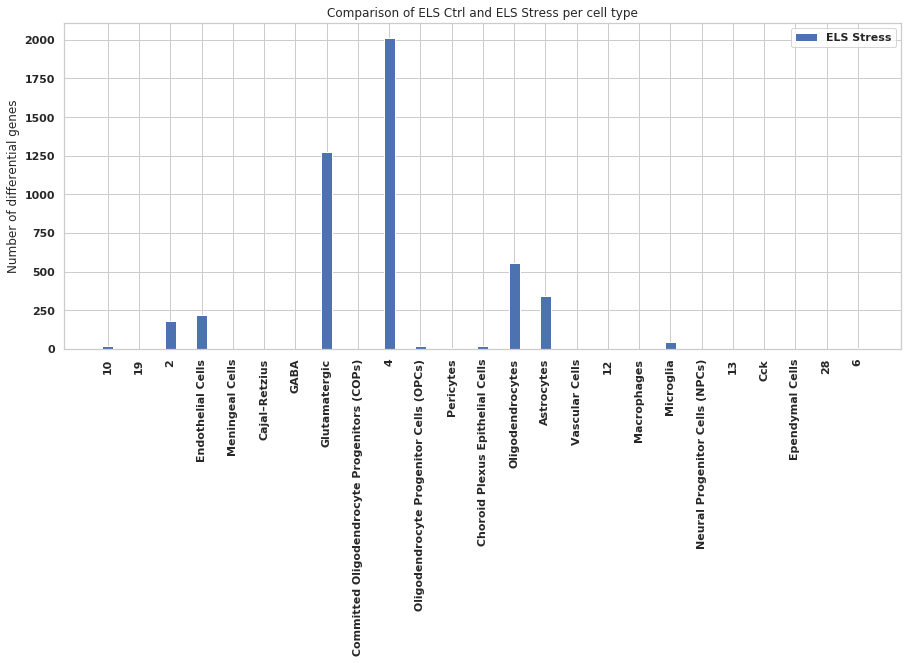 Comparison of ELS Ctrl and ELS Stress per cell type
ELS Stress
Number of differential genes
2000
1750
1500
1250
1000
750
500
250
0
10
19
2
Endothelial Cells
Meningeal Cells
Cajal-Retzius
GABA
Glutamatergic
Committed Oligodendrocyte Progenitors (COPs)
4
Oligodendrocyte Progenitor Cells (OPCs)
Pericytes
Choroid Plexus Epithelial Cells
Oligodendrocytes
Astrocytes
Vascular Cells
12
Macrophages
Microglia
Neural Progenitor Cells (NPCs)
13
Cck
Ependymal Cells
28
6